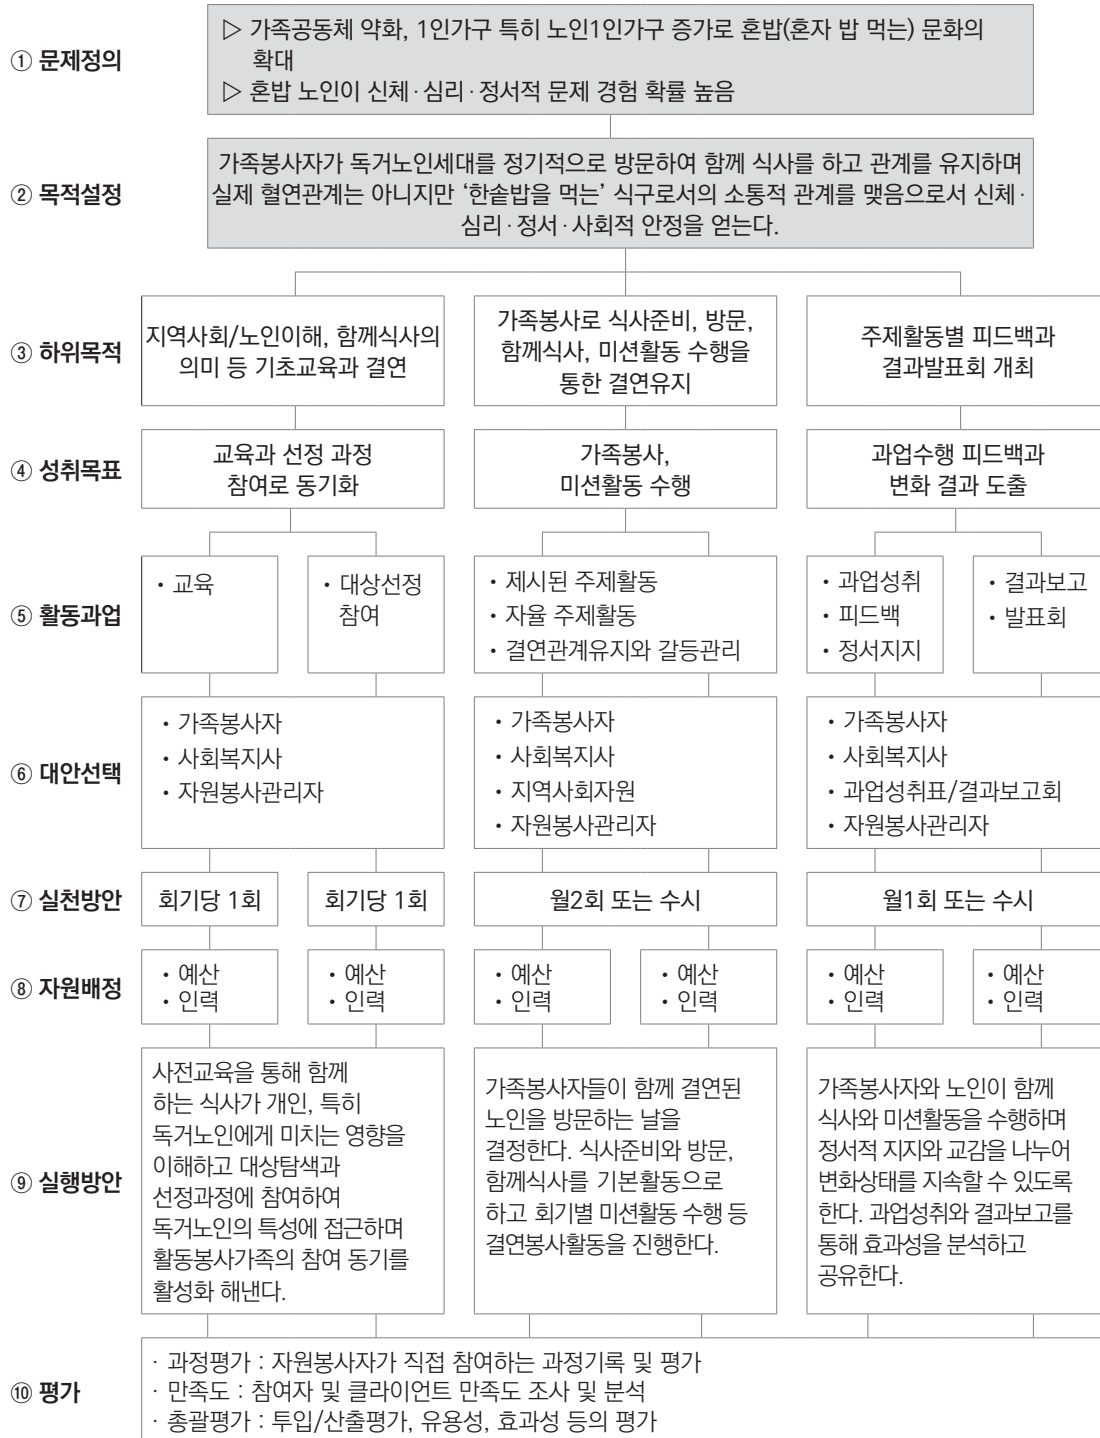 ① 문제정의
▷ 가족공동체 약화, 1인가구 특히 노인1인가구 증가로 혼밥(혼자 밥 먹는) 문화의
확대
▷ 혼밥 노인이 신체·심리·정서적 문제 경험 확률 높음
② 목적설정
가족봉사자가 독거노인세대를 정기적으로 방문하여 함께 식사를 하고 관계를 유지하며
실제 혈연관계는 아니지만 ‘한솥밥을 먹는’ 식구로서의 소통적 관계를 맺음으로서 신체·
심리·정서·사회적 안정을 얻는다.
③ 하위목적
지역사회/노인이해, 함께식사의
의미 등 기초교육과 결연
가족봉사로 식사준비, 방문,
함께식사, 미션활동 수행을
통한 결연유지
주제활동별 피드백과
결과발표회 개최
④ 성취목표
교육과 선정 과정
참여로 동기화
가족봉사,
미션활동 수행
과업수행 피드백과
변화 결과 도출
⑤ 활동과업
• 교육
• 대상선정
참여
• 제시된 주제활동
• 자율 주제활동
• 결연관계유지와 갈등관리
• 과업성취
• 피드백
• 정서지지
• 결과보고
• 발표회
⑥ 대안선택
• 가족봉사자
• 사회복지사
• 자원봉사관리자
• 가족봉사자
• 사회복지사
• 지역사회자원
• 자원봉사관리자
• 가족봉사자
• 사회복지사
• 과업성취표/결과보고회
• 자원봉사관리자
⑦ 실천방안
회기당 1회
회기당 1회
월2회 또는 수시
월1회 또는 수시
⑧ 자원배정
• 예산
• 인력
• 예산
• 인력
• 예산
• 인력
• 예산
• 인력
• 예산
• 인력
• 예산
• 인력
⑨ 실행방안
사전교육을 통해 함께
하는 식사가 개인, 특히
독거노인에게 미치는 영향을
이해하고 대상탐색과
선정과정에 참여하여
독거노인의 특성에 접근하며
활동봉사가족의 참여 동기를
활성화 해낸다.
가족봉사자들이 함께 결연된
노인을 방문하는 날을
결정한다. 식사준비와 방문,
함께식사를 기본활동으로
하고 회기별 미션활동 수행 등
결연봉사활동을 진행한다.
가족봉사자와 노인이 함께
식사와 미션활동을 수행하며
정서적 지지와 교감을 나누어
변화상태를 지속할 수 있도록
한다. 과업성취와 결과보고를
통해 효과성을 분석하고
공유한다.
⑩ 평가
· 과정평가 : 자원봉사자가 직접 참여하는 과정기록 및 평가
· 만족도 : 참여자 및 클라이언트 만족도 조사 및 분석
· 총괄평가 : 투입/산출평가, 유용성, 효과성 등의 평가